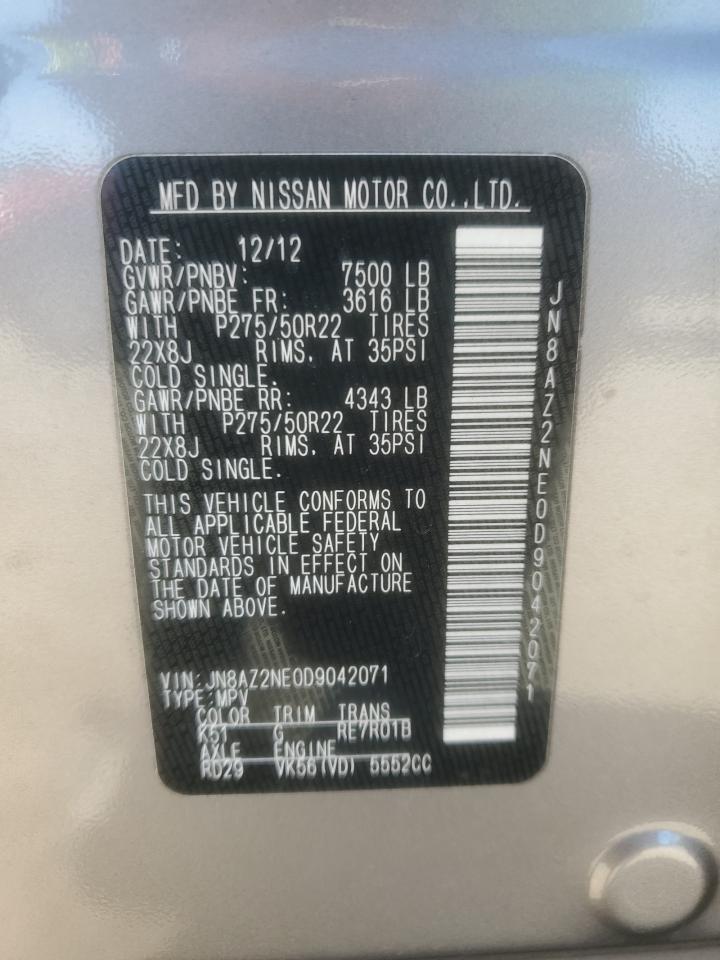 MFD BY NISSAN MOTOR CO.,LTD.
DATE: 12/12
GVWR/PNBV: 7500 LB
GAWR/PNBE FR: 3616 LB
WITH P275/50R22 TIRES
22X8J RIMS, AT 35PSI
COLD SINGLE.
GAWR/PNBE RR: 4343 LB
WITH P275/50R22 TIRES
22X8J RIMS, AT 35PSI
COLD SINGLE.
THIS VEHICLE CONFORMS TO
ALL APPLICABLE FEDERAL
MOTOR VEHICLE SAFETY
STANDARDS IN EFFECT ON
THE DATE OF MANUFACTURE
SHOWN ABOVE.
VIN:JN8AZ2NE0D9042071
TYPE:MPV
COLOR TRIM TRANS
K51 G RE7R01B
AXLE ENGINE
RD29 VK56(VD) 5552CC
JN8AZ2NE0D9042071